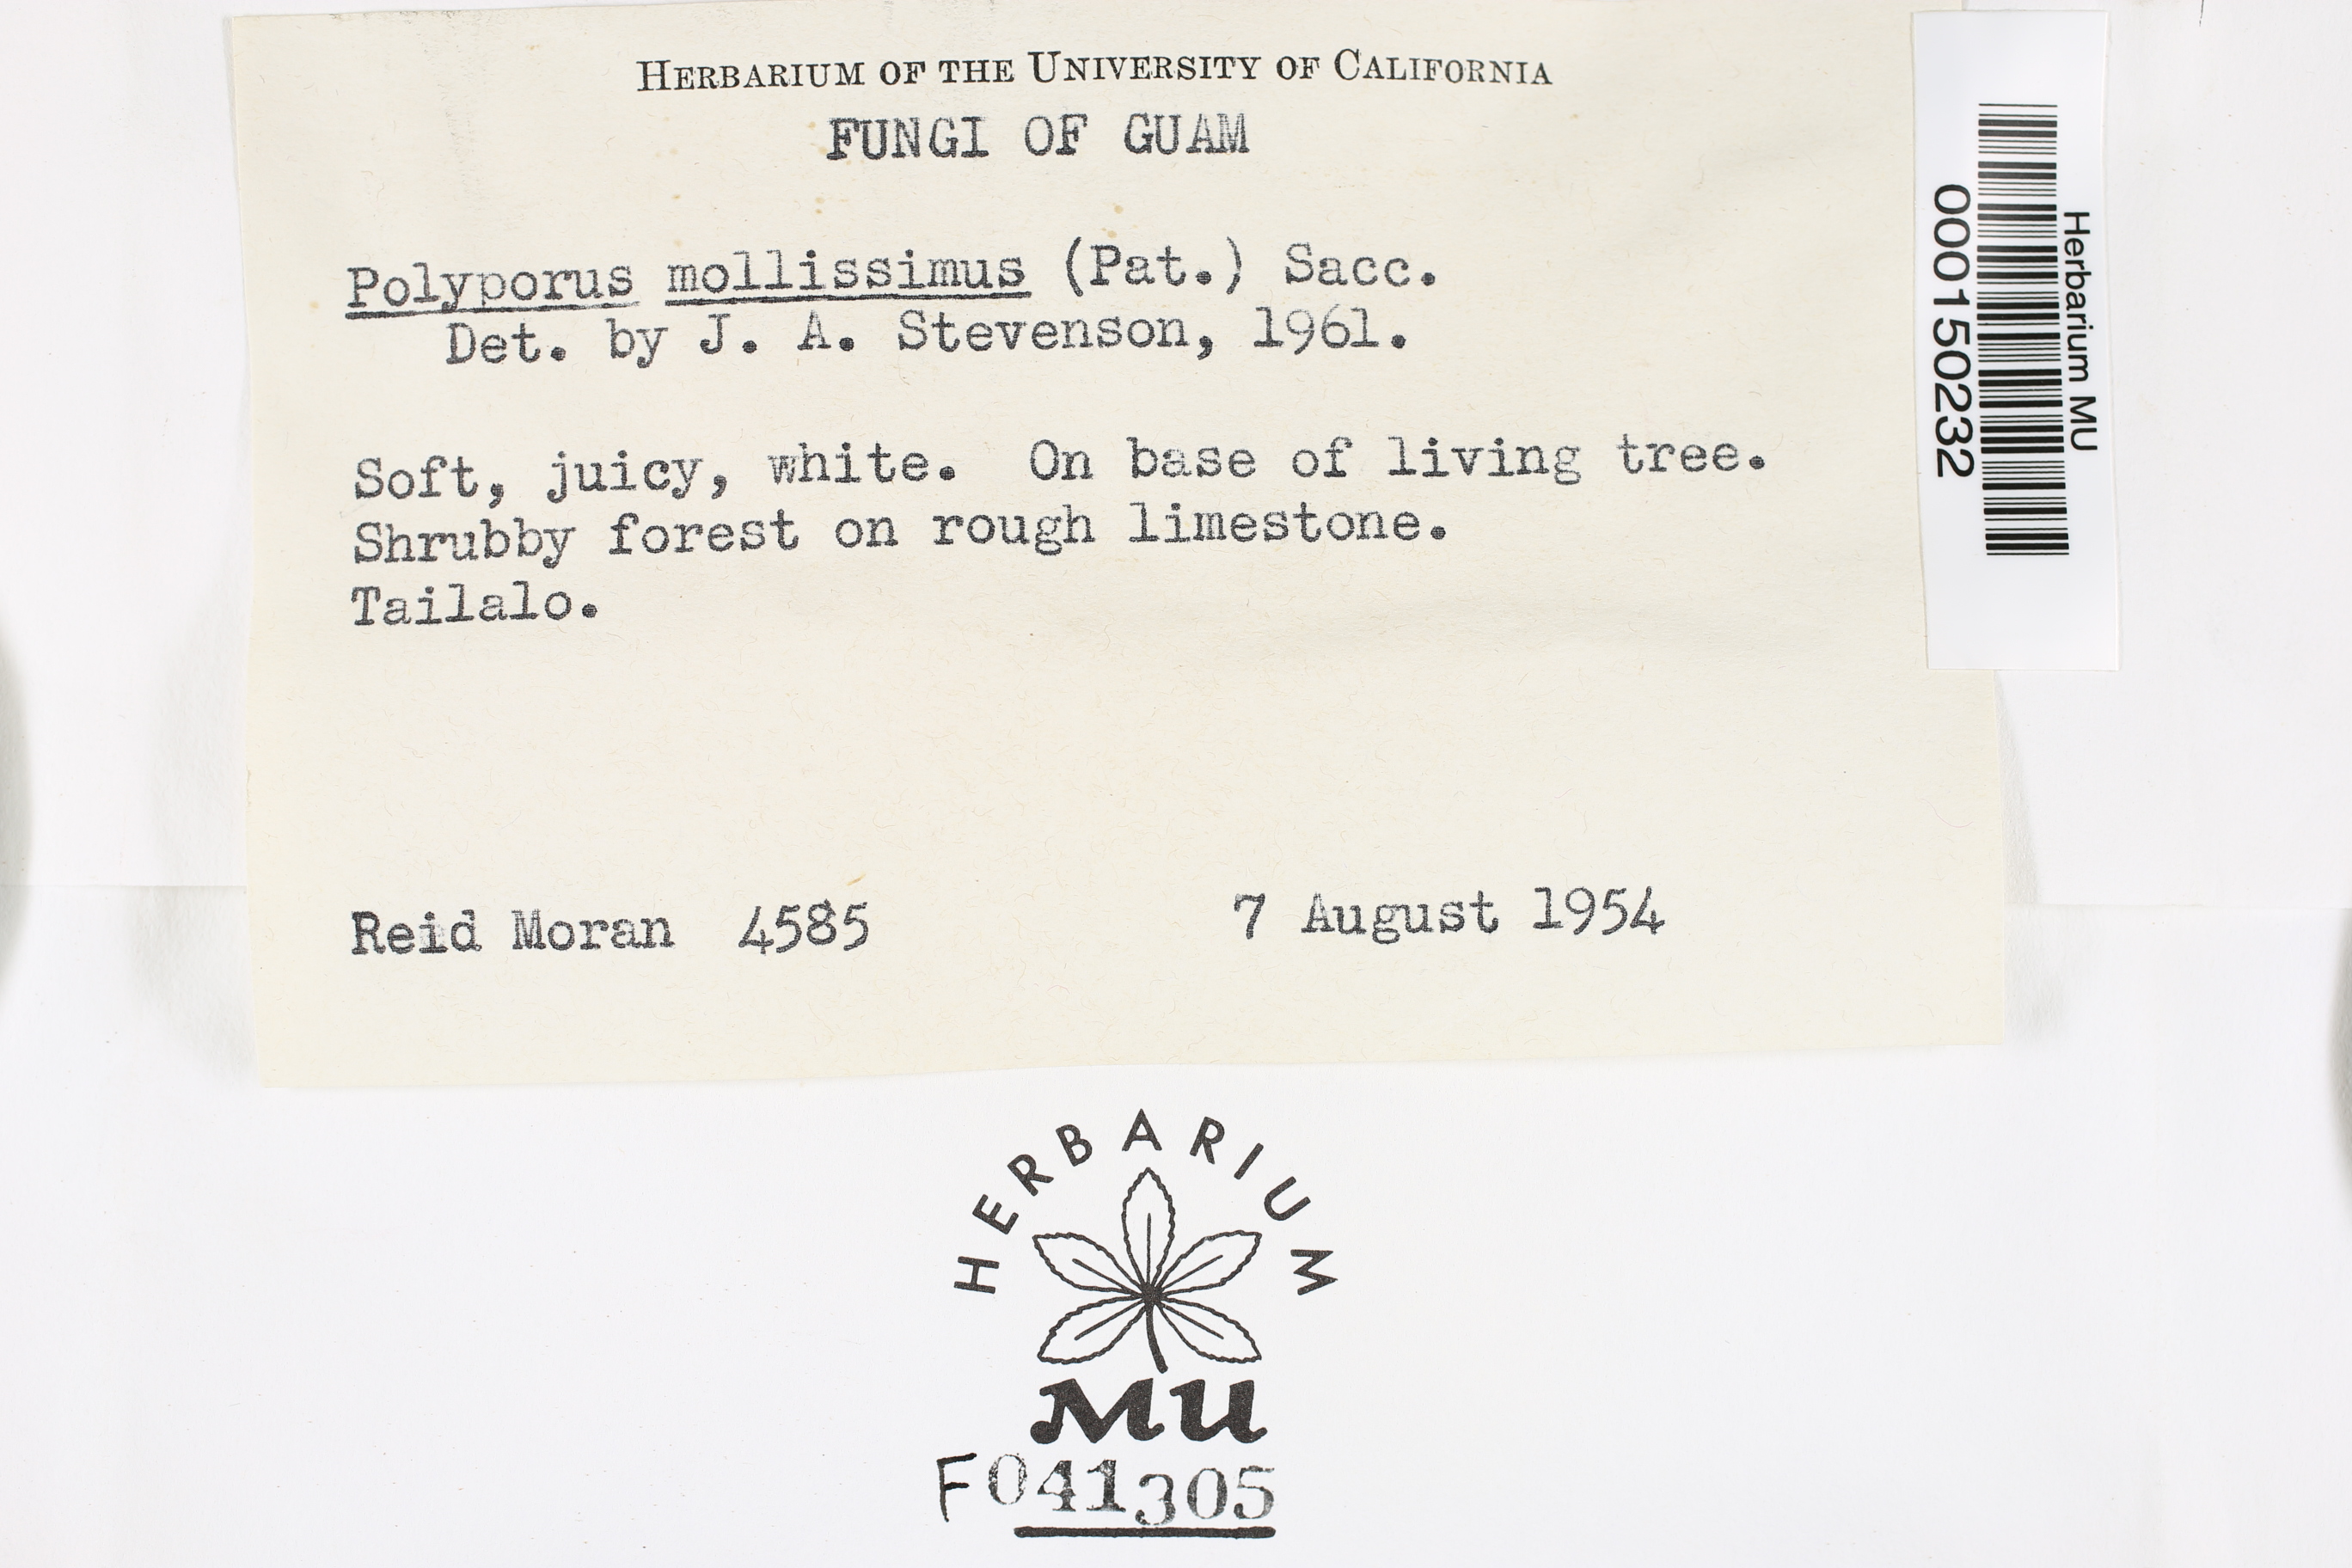 HERBARIUM OF THE UNIVERSITY OF CALIFORNIA
FUNGI OF GUAM
Polyporus mollissimus (Pat.) Sacc.
Det. by J. A. Stevenson, 1961.
Soft, juicy, white. On base of living tree.
Shrubby forest on rough limestone.
Tailalo.
Reid Moran 4585 7 August 1954
Herbarium MU
000150232
HERBARIUM
MU
F041305